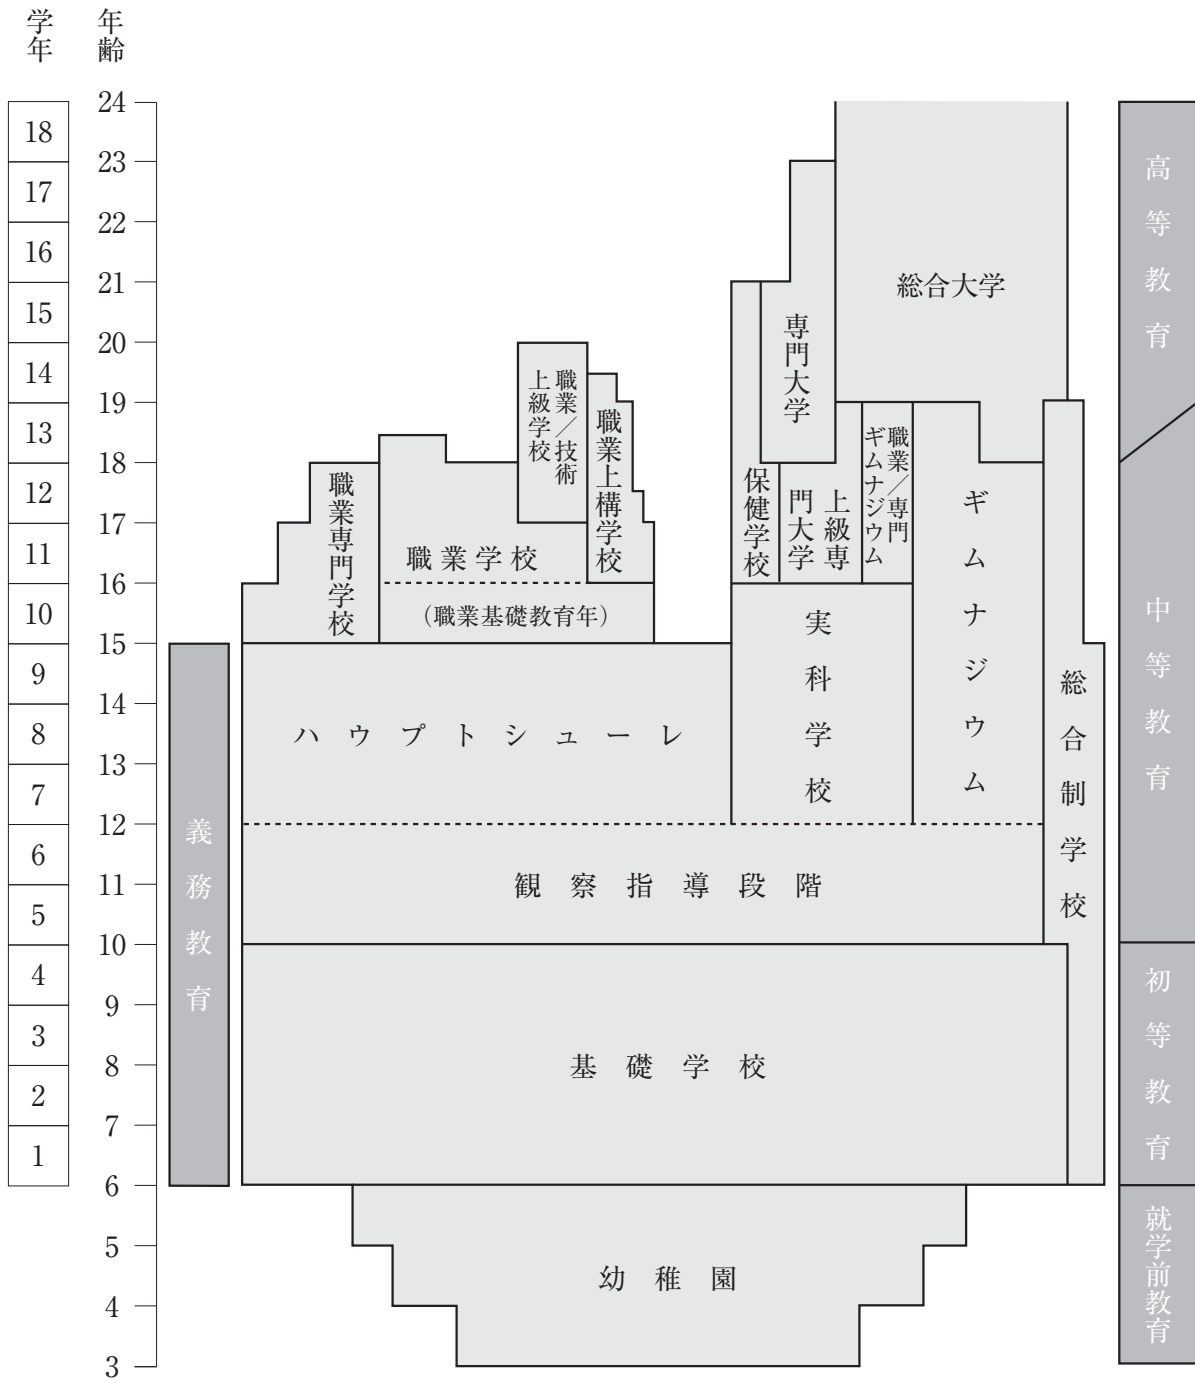 学年
年齢
18
17
16
15
14
13
12
11
10
9
8
7
6
5
4
3
2
1
24
23
22
21
20
19
18
17
16
15
14
13
12
11
10
9
8
7
6
5
4
3
義務教育
職業専門学校
職業学校
(職業基礎教育年)
職業/技術
上級学校
職業上構学校
保健学校
専門大学
上級専
門大学
職業/専門
ギムナジウム
総合大学
ギムナジウム
実科学校
総合制学校
ハウプトシューレ
観察指導段階
基礎学校
幼稚園
高等教育
中等教育
初等教育
就学前教育